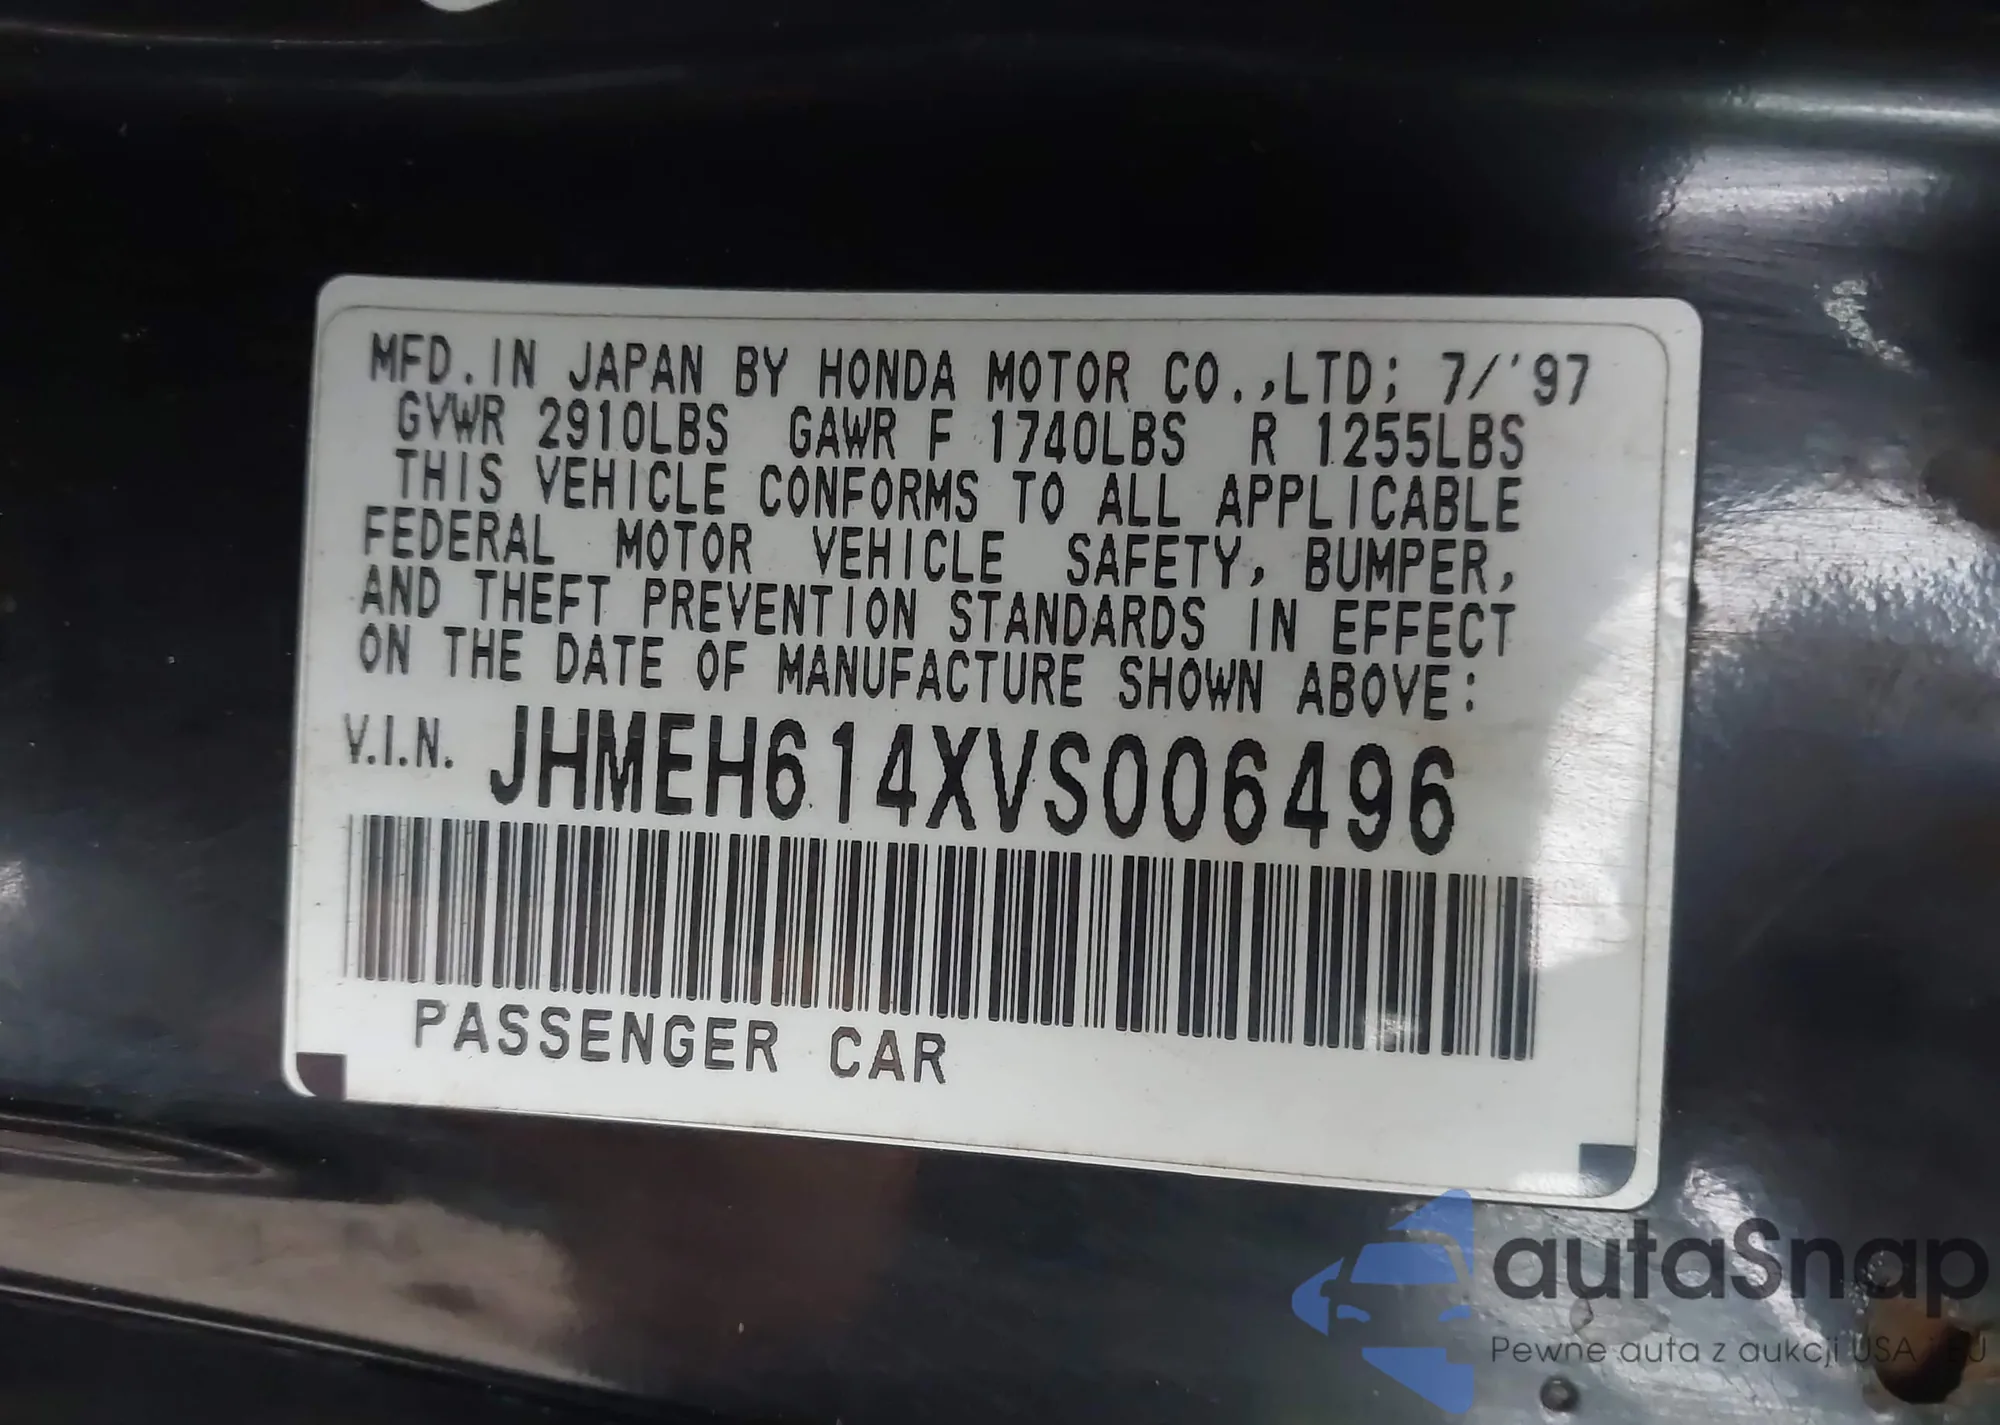 MFD. IN JAPAN BY HONDA MOTOR CO.,LTD; 7/'97
GVWR 2910LBS GAWR F 1740LBS R 1255LBS
THIS VEHICLE CONFORMS TO ALL APPLICABLE
FEDERAL MOTOR VEHICLE SAFETY, BUMPER,
AND THEFT PREVENTION STANDARDS IN EFFECT
ON THE DATE OF MANUFACTURE SHOWN ABOVE:
V.I.N. JHMEH614XVS006496
PASSENGER CAR
autaSnap
Pewne auta z aukcji USA i EU